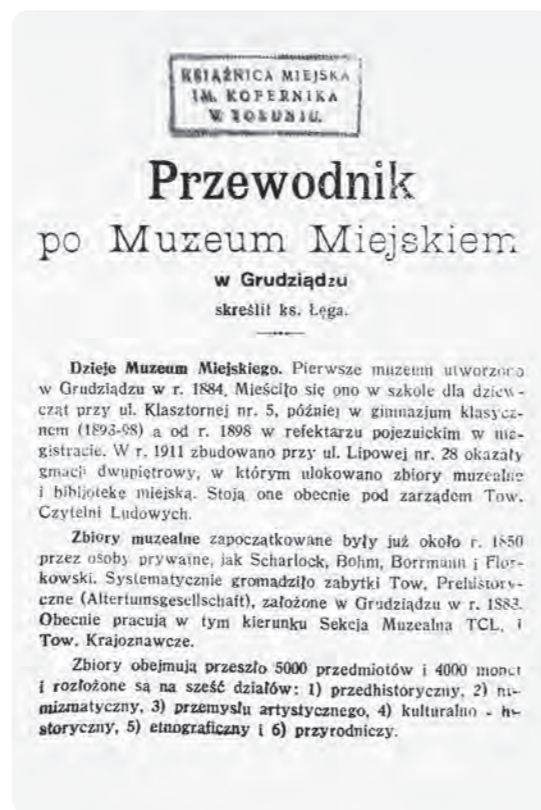 KSIĄŻNICA MIEJSKA
IM. KOPERNIKA
W TORUNIU.
Przewodnik
po Muzeum Miejskiem
w Grudziądzu
skreślił ks. Łęga.
Dzieje Muzeum Miejskiego. Pierwsze muzeum utworzono
w Grudziądzu w r. 1884. Mieściło się ono w szkole dla dziew-
cząt przy ul. Klasztornej nr. 5, później w gimnazjum klasycz-
nem (1893-98) a od r. 1898 w refektarzu pojezuickim w ma-
gistracie. W r. 1911 zbudowano przy ul. Lipowej nr. 28 okazały
gmach dwupiętrowy, w którym ulokowano zbiory muzealne
i bibljotekę miejską. Stoją one obecnie pod zarządem Tow.
Czytelni Ludowych.
Zbiory muzealne zapoczątkowane były już około r. 1850
przez osoby prywatne, jak Scharlock, Bohm, Borrmann i Flor-
kowski. Systematycznie gromadziło zabytki Tow. Prehistory-
czne (Altertumsgesellschaft), założone w Grudziądzu w r. 1883.
Obecnie pracują w tym kierunku Sekcja Muzealna TCL. i
Tow. Krajoznawcze.
Zbiory obejmują przeszło 5000 przedmiotów i 4000 monet
i rozłożone są na sześć działów: 1) przedhistoryczny, 2) nu-
mizmatyczny, 3) przemysłu artystycznego, 4) kulturalno - hi-
storyczny, 5) etnograficzny i 6) przyrodniczy.